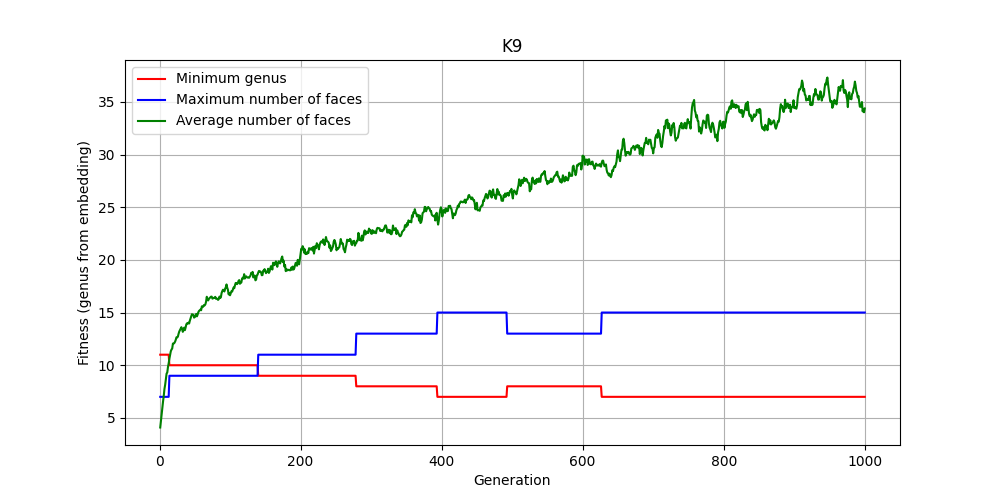 K9
Minimum genus
Maximum number of faces
Average number of faces
Fitness (genus from embedding)
35
30
25
20
15
10
5
0 200 400 600 800 1000
Generation